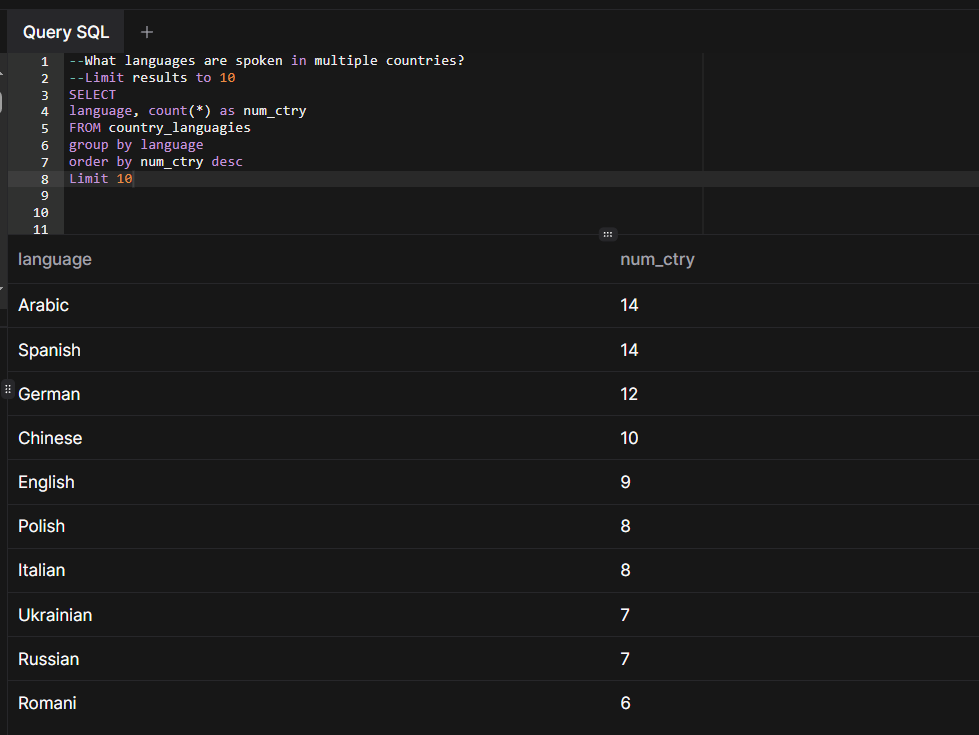 Query SQL +
1 --What languages are spoken in multiple countries?
2 --Limit results to 10
3 SELECT
4 language, count(*) as num_ctry
5 FROM country_languagies
6 group by language
7 order by num_ctry desc
8 Limit 10
9
10
11
language num_ctry
Arabic 14
Spanish 14
German 12
Chinese 10
English 9
Polish 8
Italian 8
Ukrainian 7
Russian 7
Romani 6